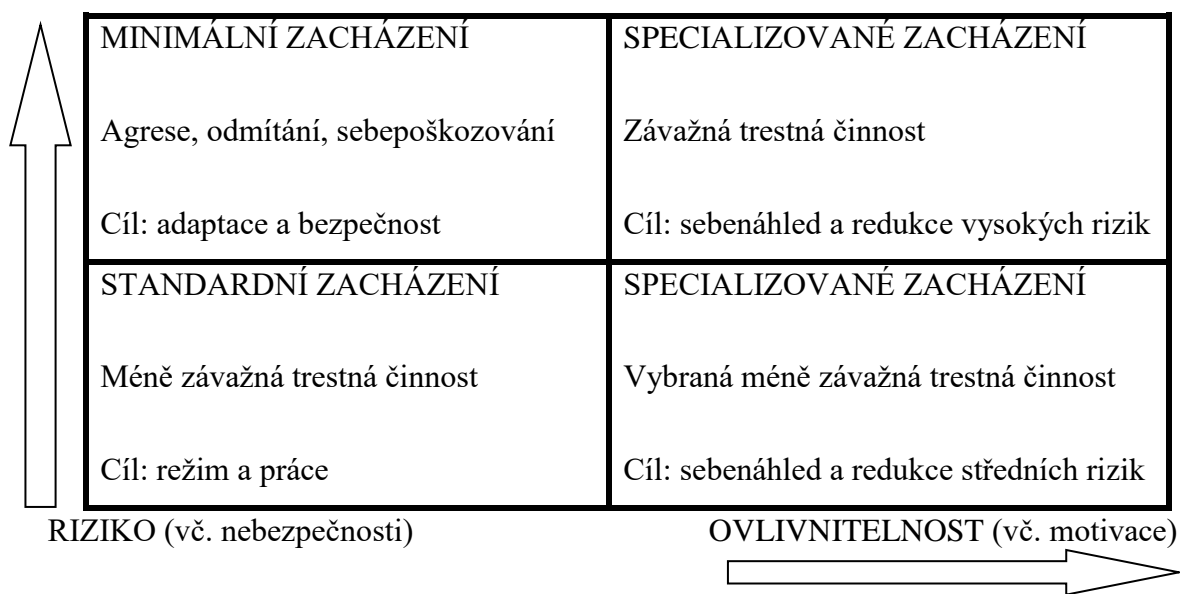 MINIMÁLNÍ ZACHÁZENÍ
Agrese, odmítání, sebepoškozování
Cíl: adaptace a bezpečnost
SPECIALIZOVANÉ ZACHÁZENÍ
Závažná trestná činnost
Cíl: sebenáhled a redukce vysokých rizik
STANDARDNÍ ZACHÁZENÍ
Méně závažná trestná činnost
Cíl: režim a práce
SPECIALIZOVANÉ ZACHÁZENÍ
Vybraná méně závažná trestná činnost
Cíl: sebenáhled a redukce středních rizik
RIZIKO (vč. nebezpečnosti)
OVLIVNITELNOST (vč. motivace)